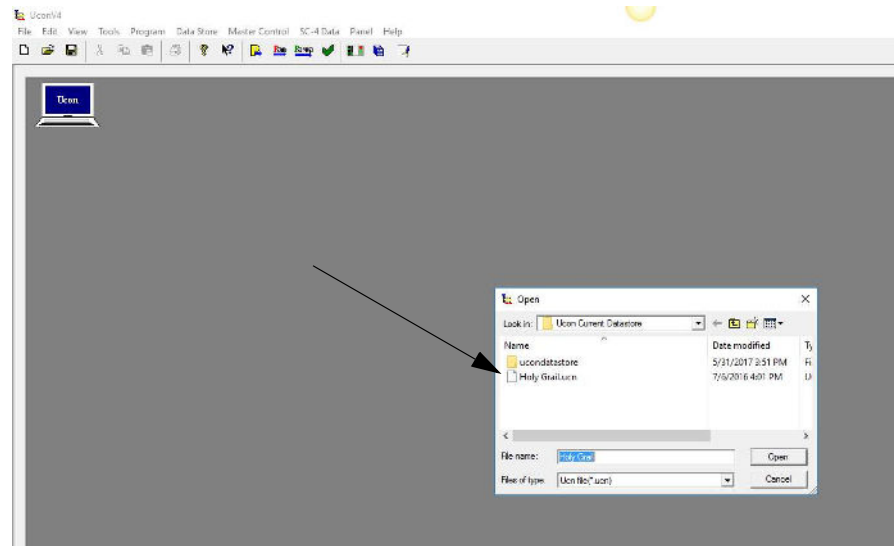 UconV4
File Edit View Tools Program Data Store Master Control SC-4 Data Panel Help
Ucon
Open
Look in: Ucon Current Datastore
Name Date modified Ty
ucondatastore 5/31/2017 3:51 PM Fi
Holy Grail.ucn 7/6/2016 4:01 PM U
File name: Holy Grail Open
Files of type: Ucn file(*.ucn) Cancel